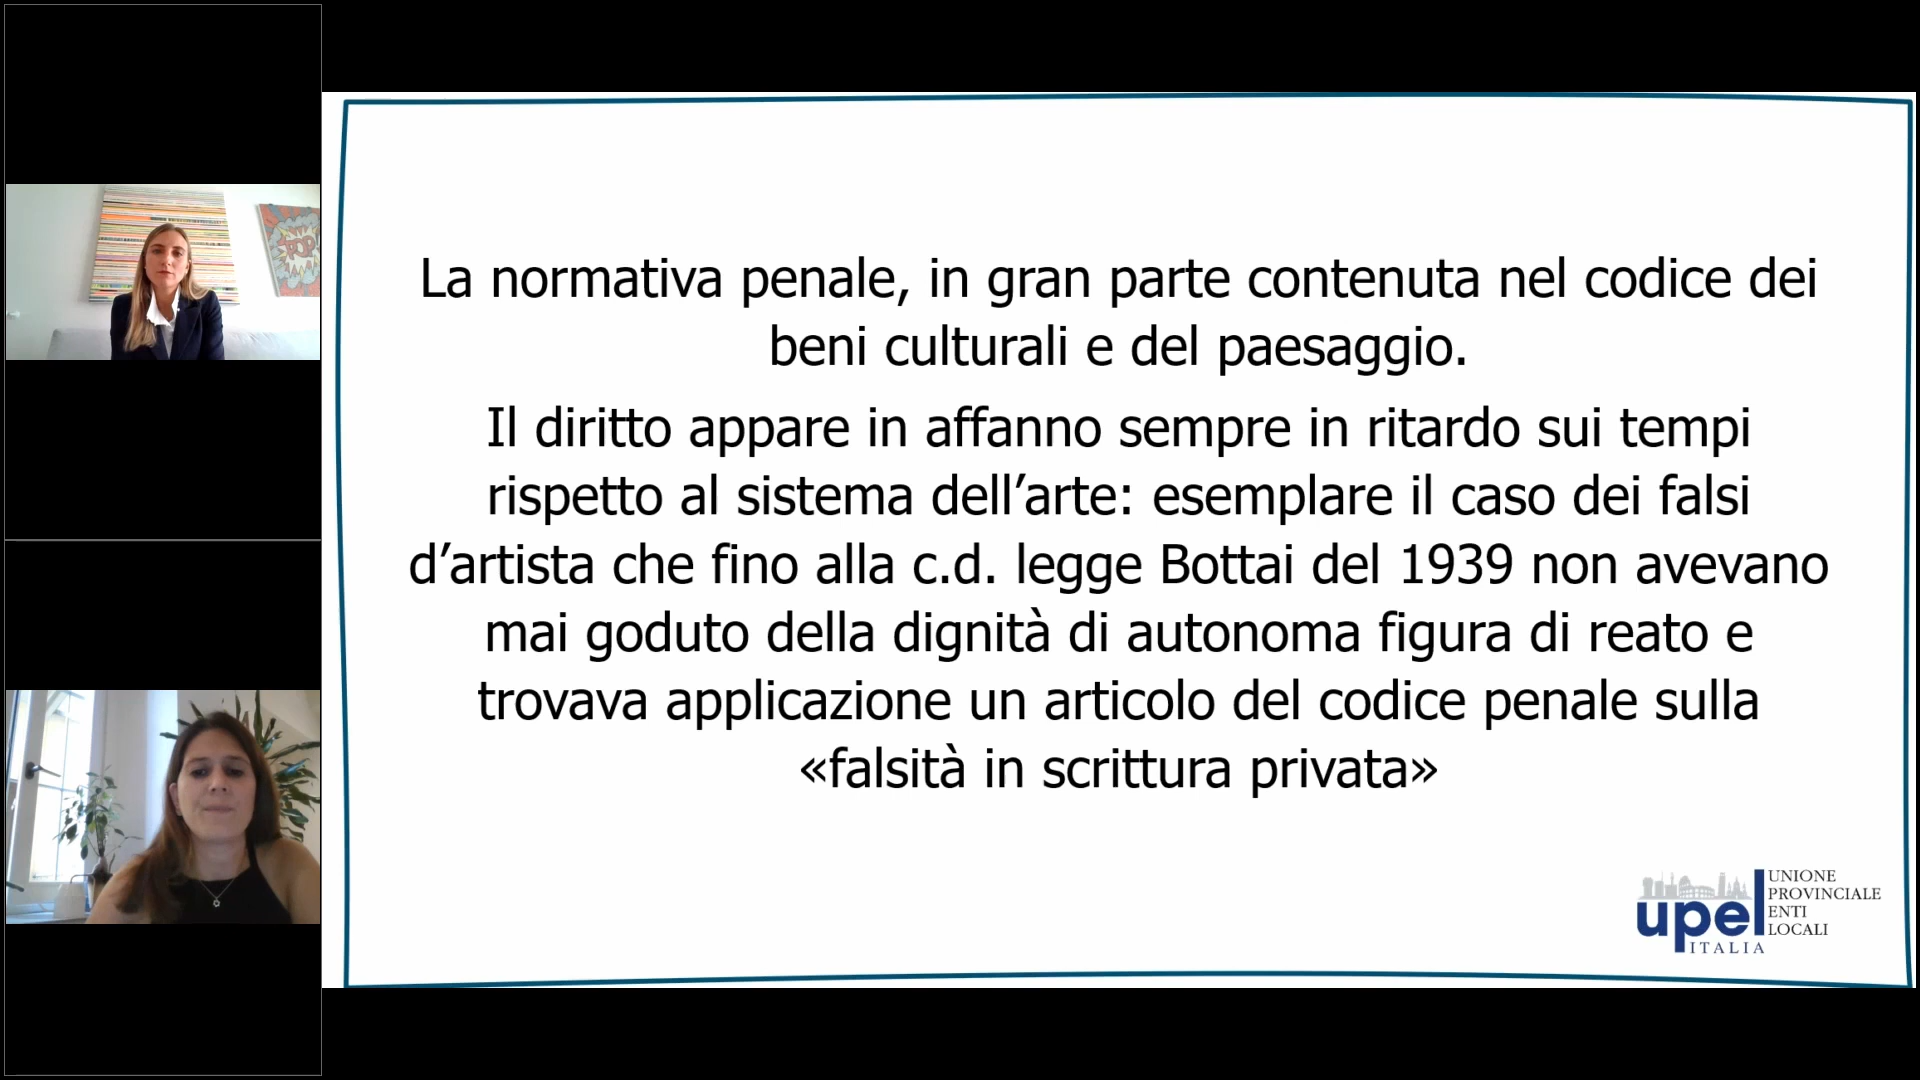 La normativa penale, in gran parte contenuta nel codice dei
beni culturali e del paesaggio.
Il diritto appare in affanno sempre in ritardo sui tempi
rispetto al sistema dell’arte: esemplare il caso dei falsi
d’artista che fino alla c.d. legge Bottai del 1939 non avevano
mai goduto della dignità di autonoma figura di reato e
trovava applicazione un articolo del codice penale sulla
«falsità in scrittura privata»
upel
ITALIA
UNIONE
PROVINCIALE
ENTI
LOCALI
POP!